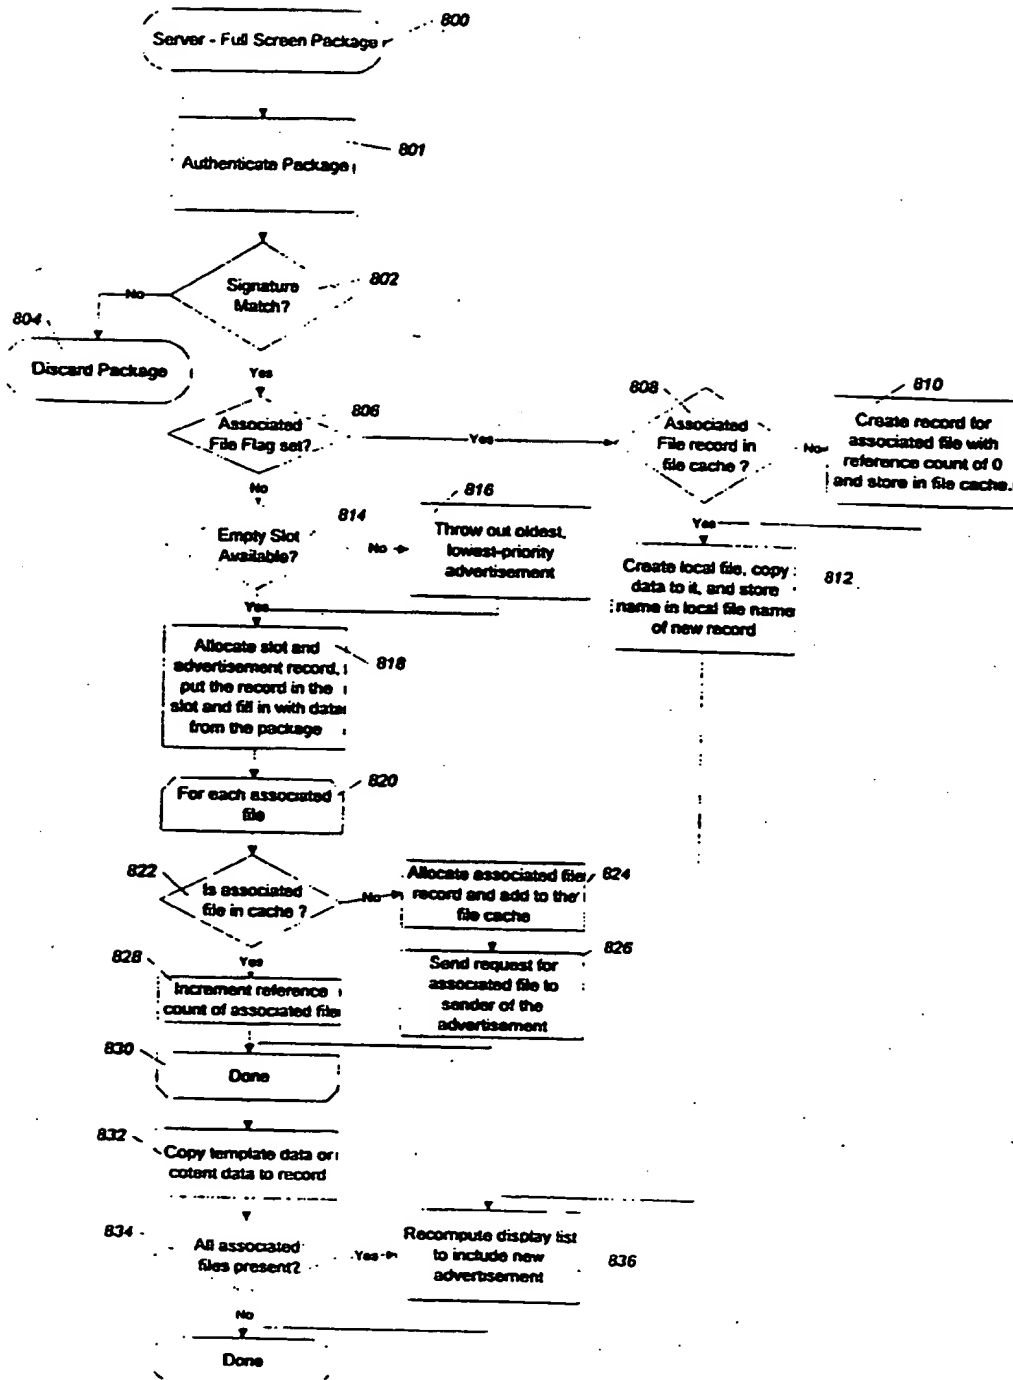 800
Server - Full Screen Package
801
Authenticate Package
802
Signature
Match?
No
804
Discard Package
Yes
806
Associated
File Flag set?
Yes
808
Associated
File record in
file cache ?
No
810
Create record for
associated file with
reference count of 0
and store in file cache.
No
814
Empty Slot
Available?
No
816
Throw out oldest,
lowest-priority
advertisement
Yes
812
Create local file, copy
data to it, and store
name in local file name
of new record
Yes
818
Allocate slot and
advertisement record,
put the record in the
slot and fill in with data
from the package
820
For each associated
file
822
Is associated
file in cache ?
No
824
Allocate associated file
record and add to the
file cache
826
Send request for
associated file to
sender of the
advertisement
Yes
828
Increment reference
count of associated file
830
Done
832
Copy template data or
cotent data to record
834
All associated
files present?
Yes
836
Recompute display list
to include new
advertisement
No
Done